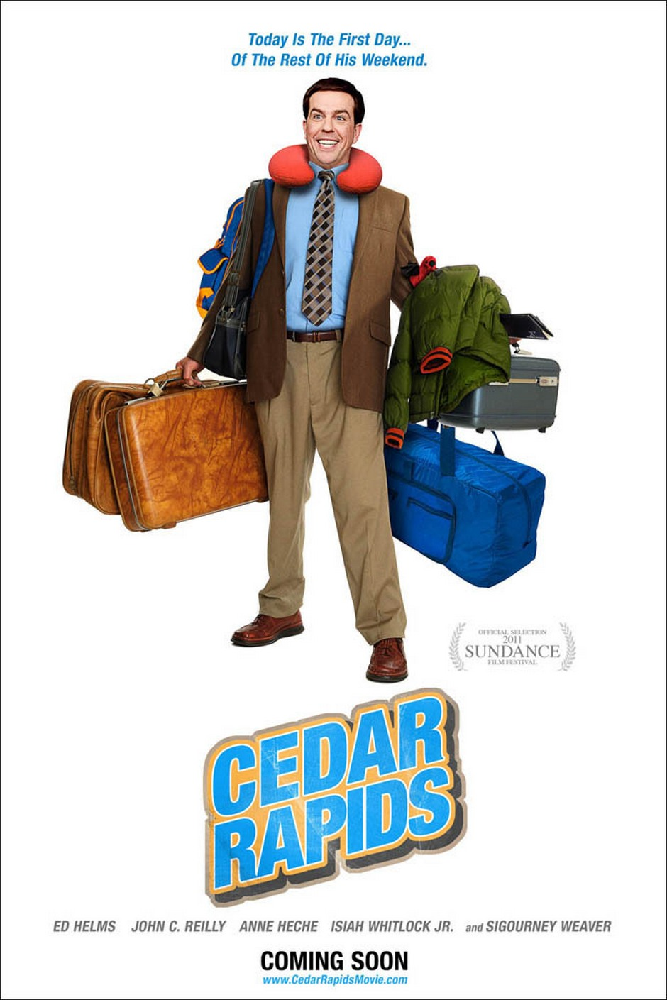 Today Is The First Day...
Of The Rest Of His Weekend.
OFFICIAL SELECTION
2011
SUNDANCE
FILM FESTIVAL
CEDAR
RAPIDS
ED HELMS JOHN C. REILLY ANNE HECHE ISIAH WHITLOCK JR. and SIGOURNEY WEAVER
COMING SOON
www.CedarRapidsMovie.com